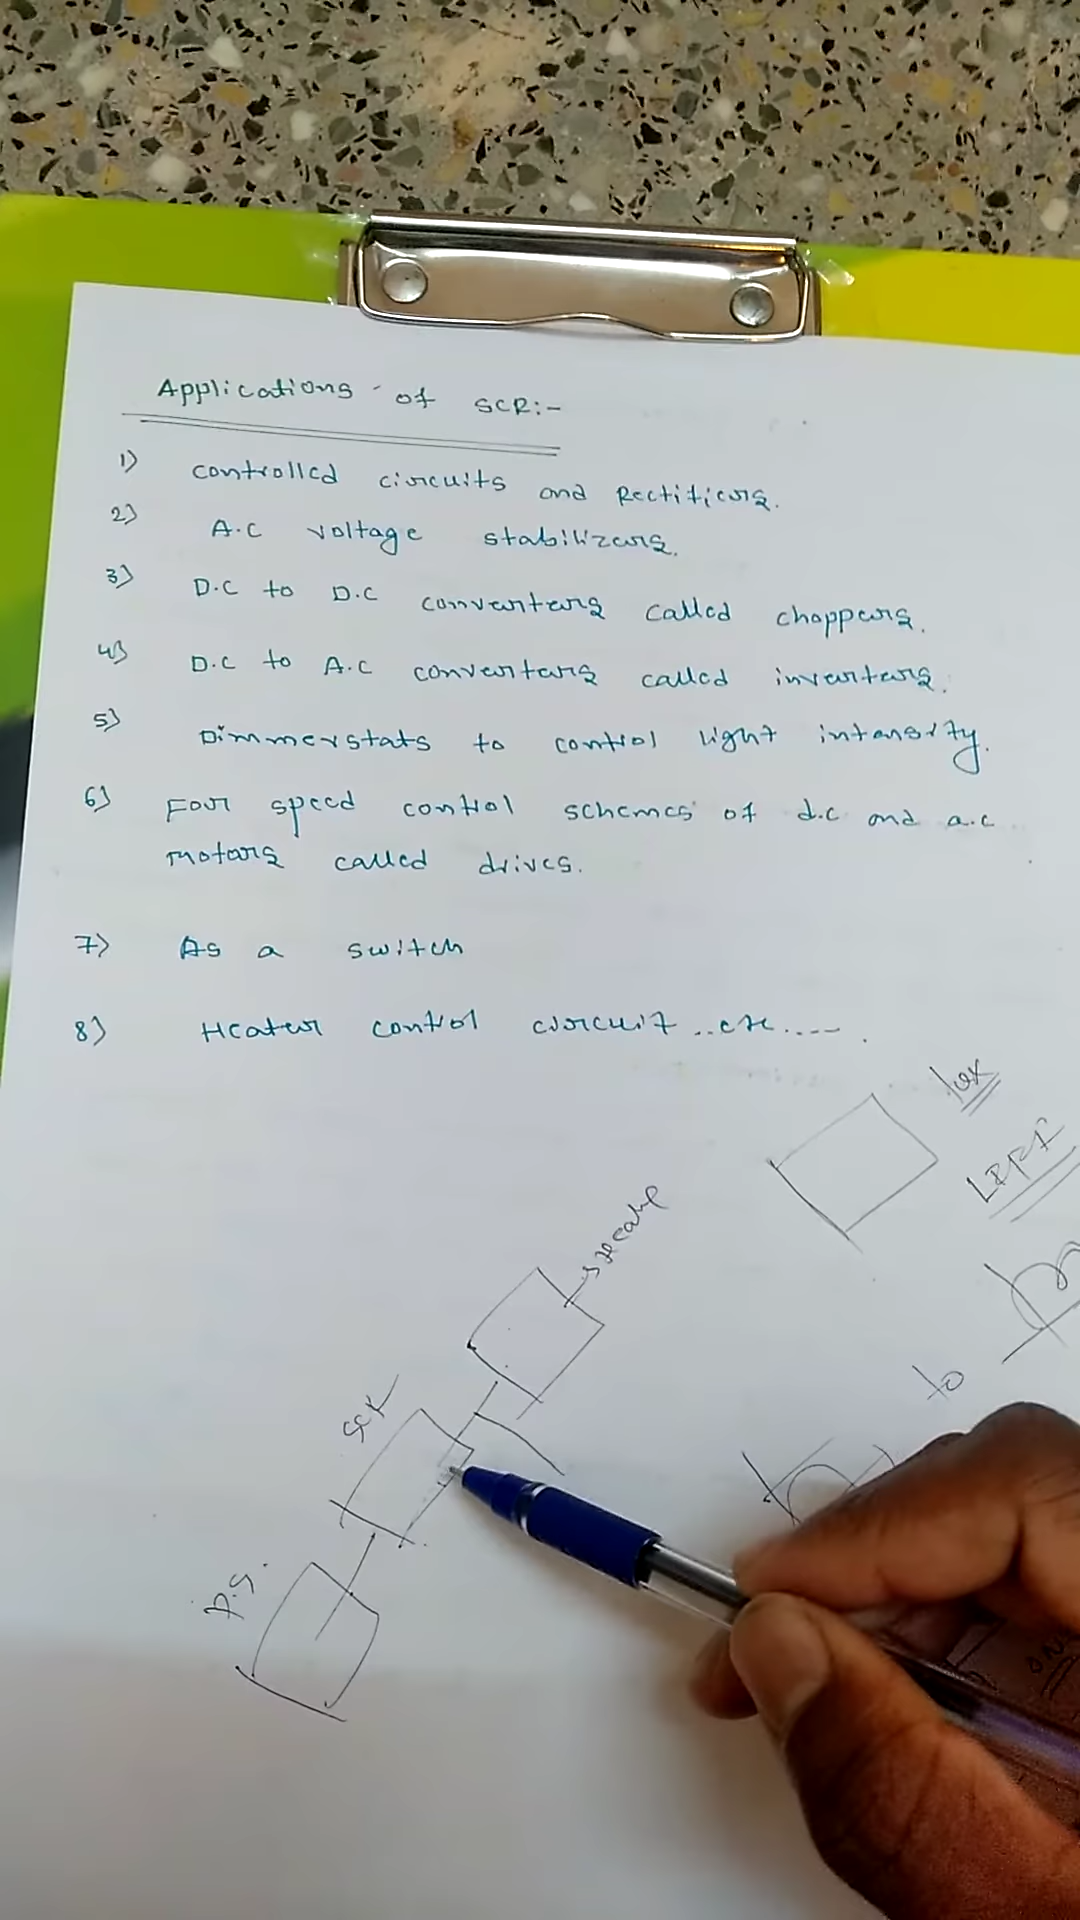 Applications of SCR:-
1) controlled circuits and Rectifiers.
2) A.C voltage stabilizers.
3) D.C to D.C converters called choppers.
4) D.C to A.C converters called inverters.
5) Dimmerstats to control light intensity.
6) For speed control schemes of d.c and a.c
motors called drives.
7) As a switch
8) Heater control circuit ..etc....
lux
to
SCR
P.S.
ON